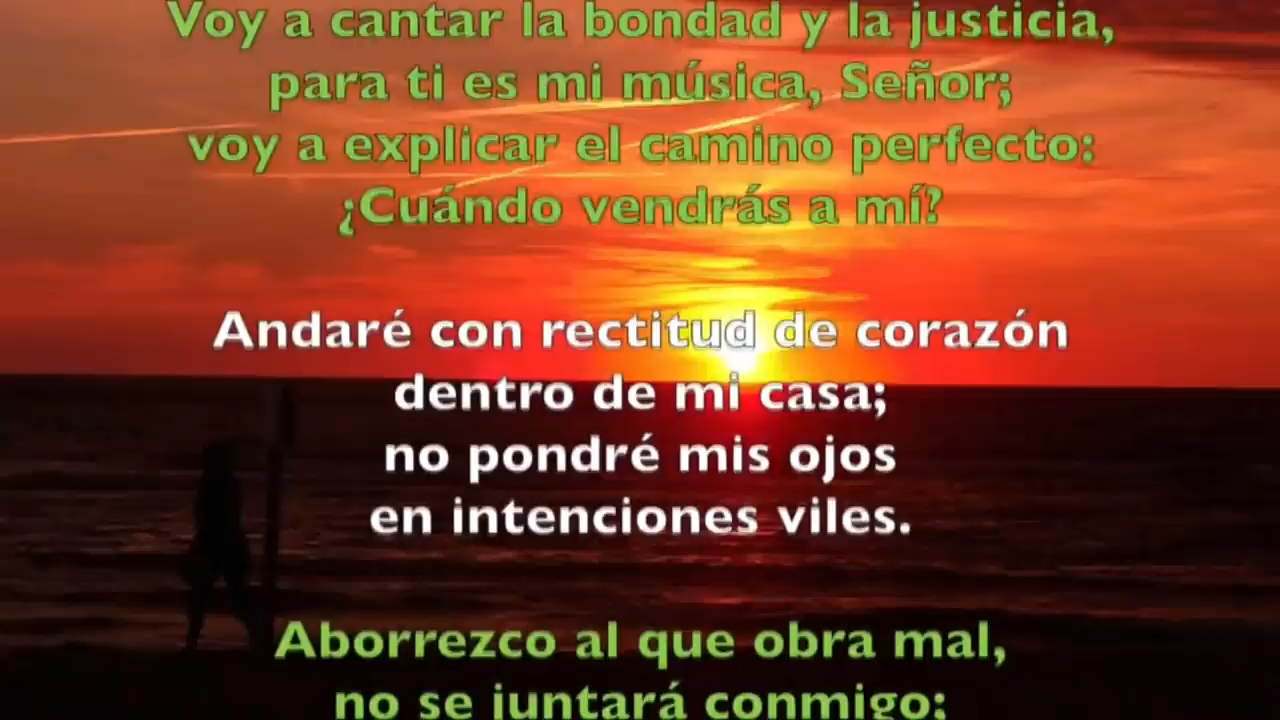 Voy a cantar la bondad y la justicia,
para ti es mi música, Señor;
voy a explicar el camino perfecto:
¿Cuándo vendrás a mí?
Andaré con rectitud de corazón
dentro de mi casa;
no pondré mis ojos
en intenciones viles.
Aborrezco al que obra mal,
no se juntará conmigo;